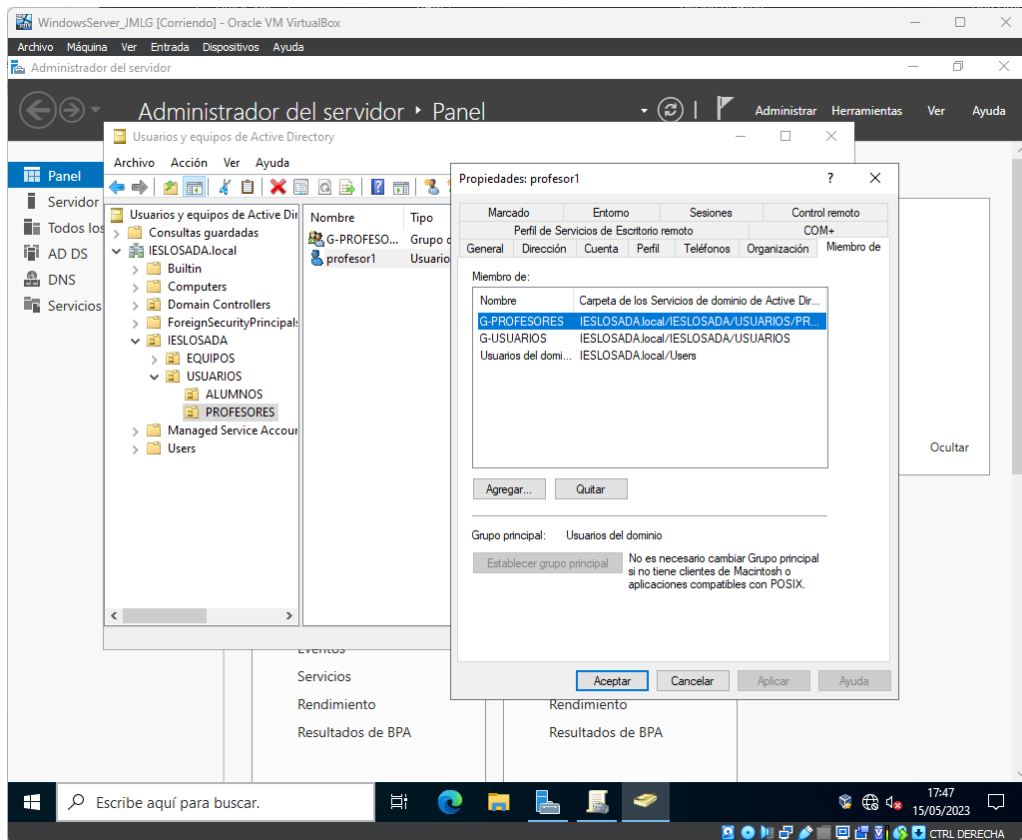 WindowsServer_JMLG [Corriendo] - Oracle VM VirtualBox
Archivo Máquina Ver Entrada Dispositivos Ayuda
Administrador del servidor
Administrador del servidor ‣ Panel
Administrar Herramientas Ver Ayuda
Usuarios y equipos de Active Directory
Archivo Acción Ver Ayuda
Panel
Servidor
Todos los
AD DS
DNS
Servicios
Usuarios y equipos de Active Dir
Consultas guardadas
IESLOSADA.local
Builtin
Computers
Domain Controllers
ForeignSecurityPrincipal:
IESLOSADA
EQUIPOS
USUARIOS
ALUMNOS
PROFESORES
Managed Service Accour
Users
Nombre Tipo
G-PROFESO... Grupo d
profesor1 Usuario
Propiedades: profesor1
? 
Marcado Entorno Sesiones Control remoto
Perfil de Servicios de Escritorio remoto COM+
General Dirección Cuenta Perfil Teléfonos Organización Miembro de
Miembro de:
Nombre Carpeta de los Servicios de dominio de Active Dir...
G-PROFESORES IESLOSADA.local/IESLOSADA/USUARIOS/PR...
G-USUARIOS IESLOSADA.local/IESLOSADA/USUARIOS
Usuarios del domi... IESLOSADA.local/Users
Agregar... Quitar
Grupo principal: Usuarios del dominio
Establecer grupo principal
No es necesario cambiar Grupo principal
si no tiene clientes de Macintosh o
aplicaciones compatibles con POSIX.
Aceptar Cancelar Aplicar Ayuda
Ocultar
Eventos
Servicios
Rendimiento
Resultados de BPA
Rendimiento
Resultados de BPA
Escribe aquí para buscar.
17:47
15/05/2023
CTRL DERECHA